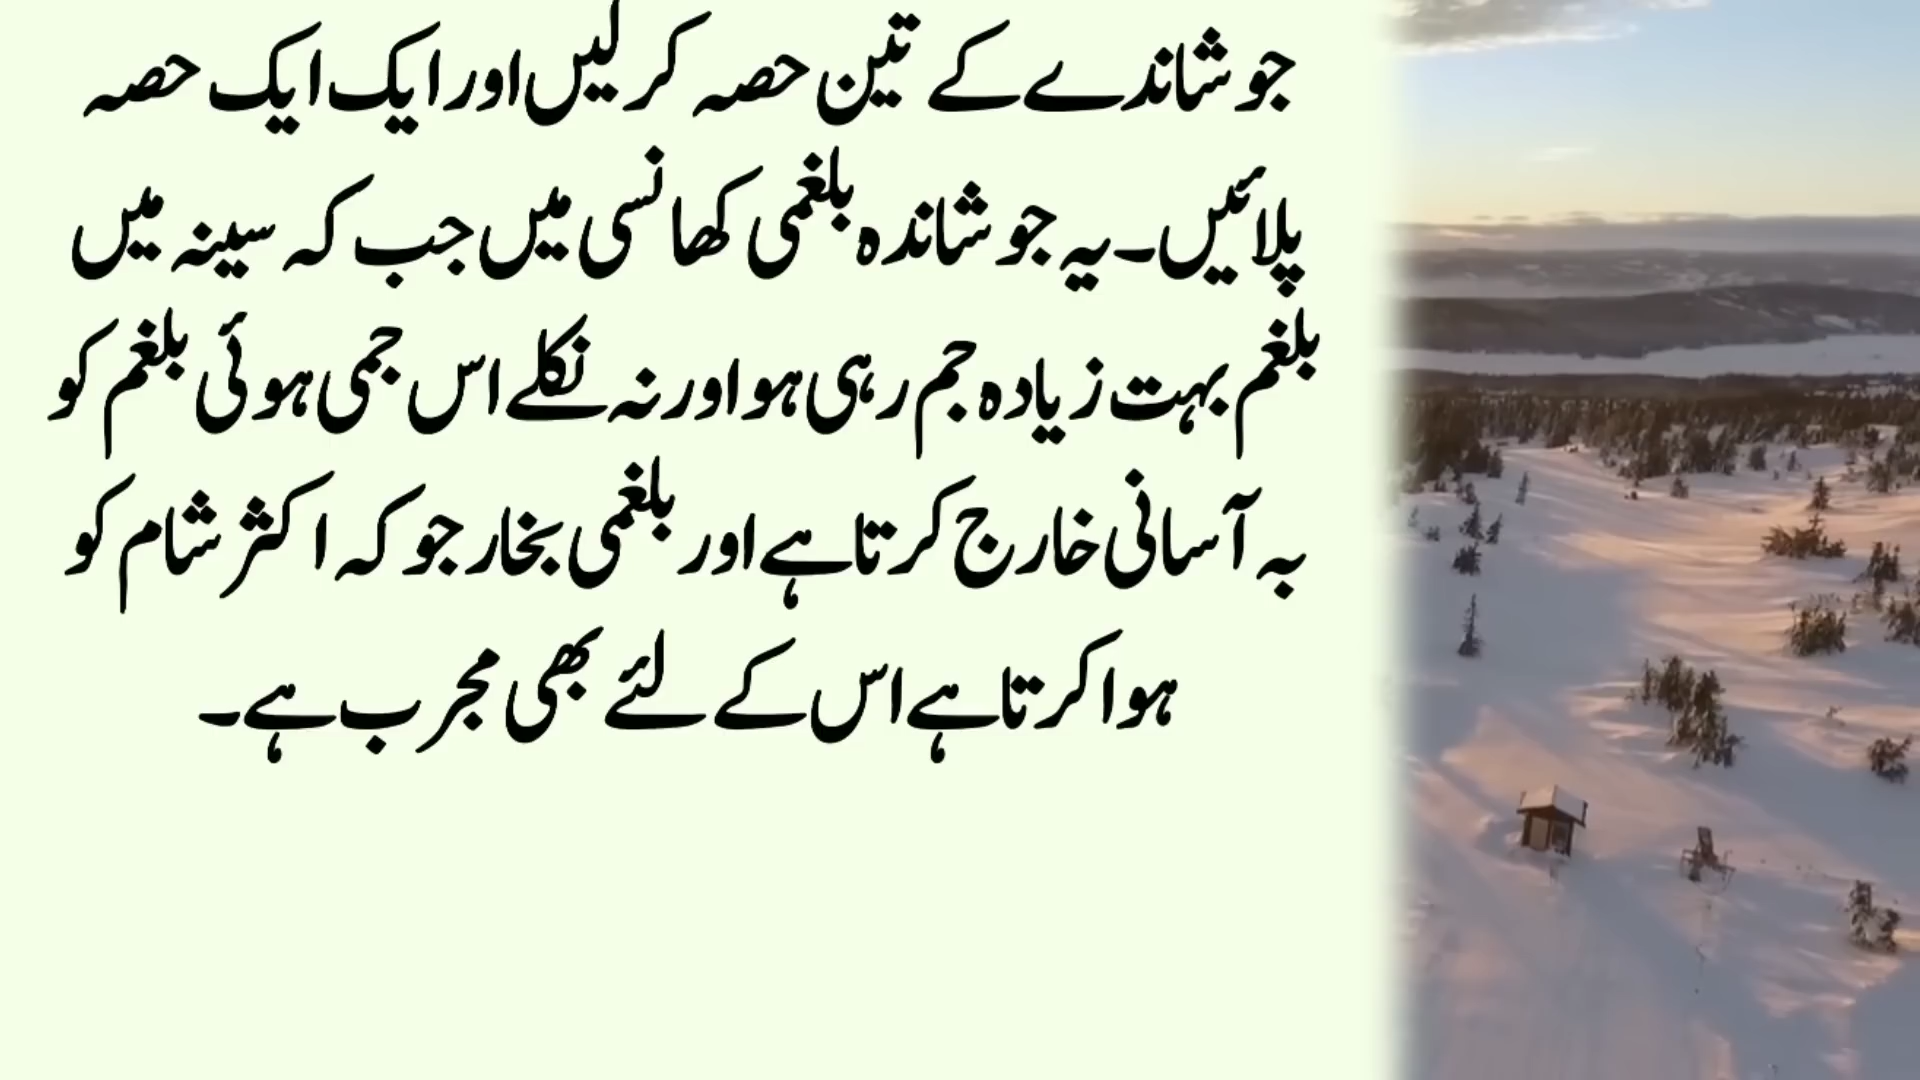 جوشاندے کے تین حصہ کرلیں اور ایک ایک حصہ
پلائیں۔ یہ جوشاندہ بلغمی کھانسی میں جب کہ سینہ میں
بلغم بہت زیادہ جم رہی ہو اور نہ نکلے اس جمی ہوئی بلغم کو
بہ آسانی خارج کرتا ہے اور بلغمی بخار جو کہ اکثر شام کو
ہوا کرتا ہے اس کے لئے بھی مجرب ہے۔